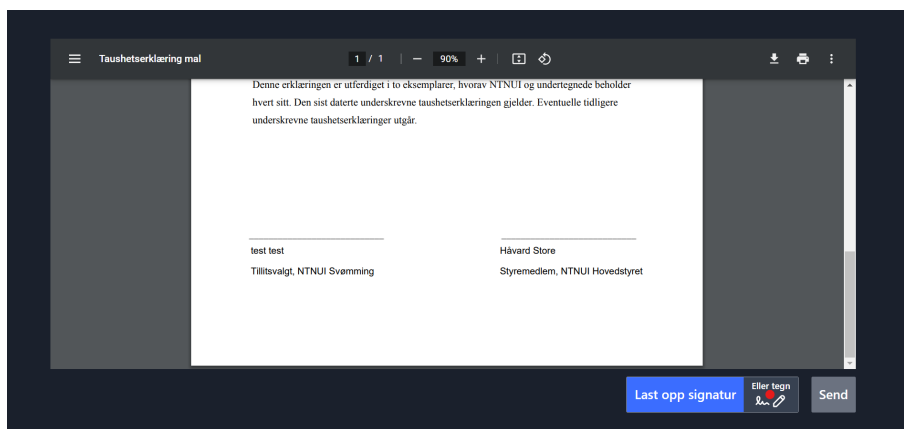 Taushetserklæring mal
1 / 1 | − 90% +
Denne erklæringen er utferdiget i to eksemplarer, hvorav NTNUI og undertegnede beholder
hvert sitt. Den sist daterte underskrevne taushetserklæringen gjelder. Eventuelle tidligere
underskrevne taushetserklæringer utgår.
test test
Håvard Store
Tillitsvalgt, NTNUI Svømming
Styremedlem, NTNUI Hovedstyret
Last opp signatur
Eller tegn
Send